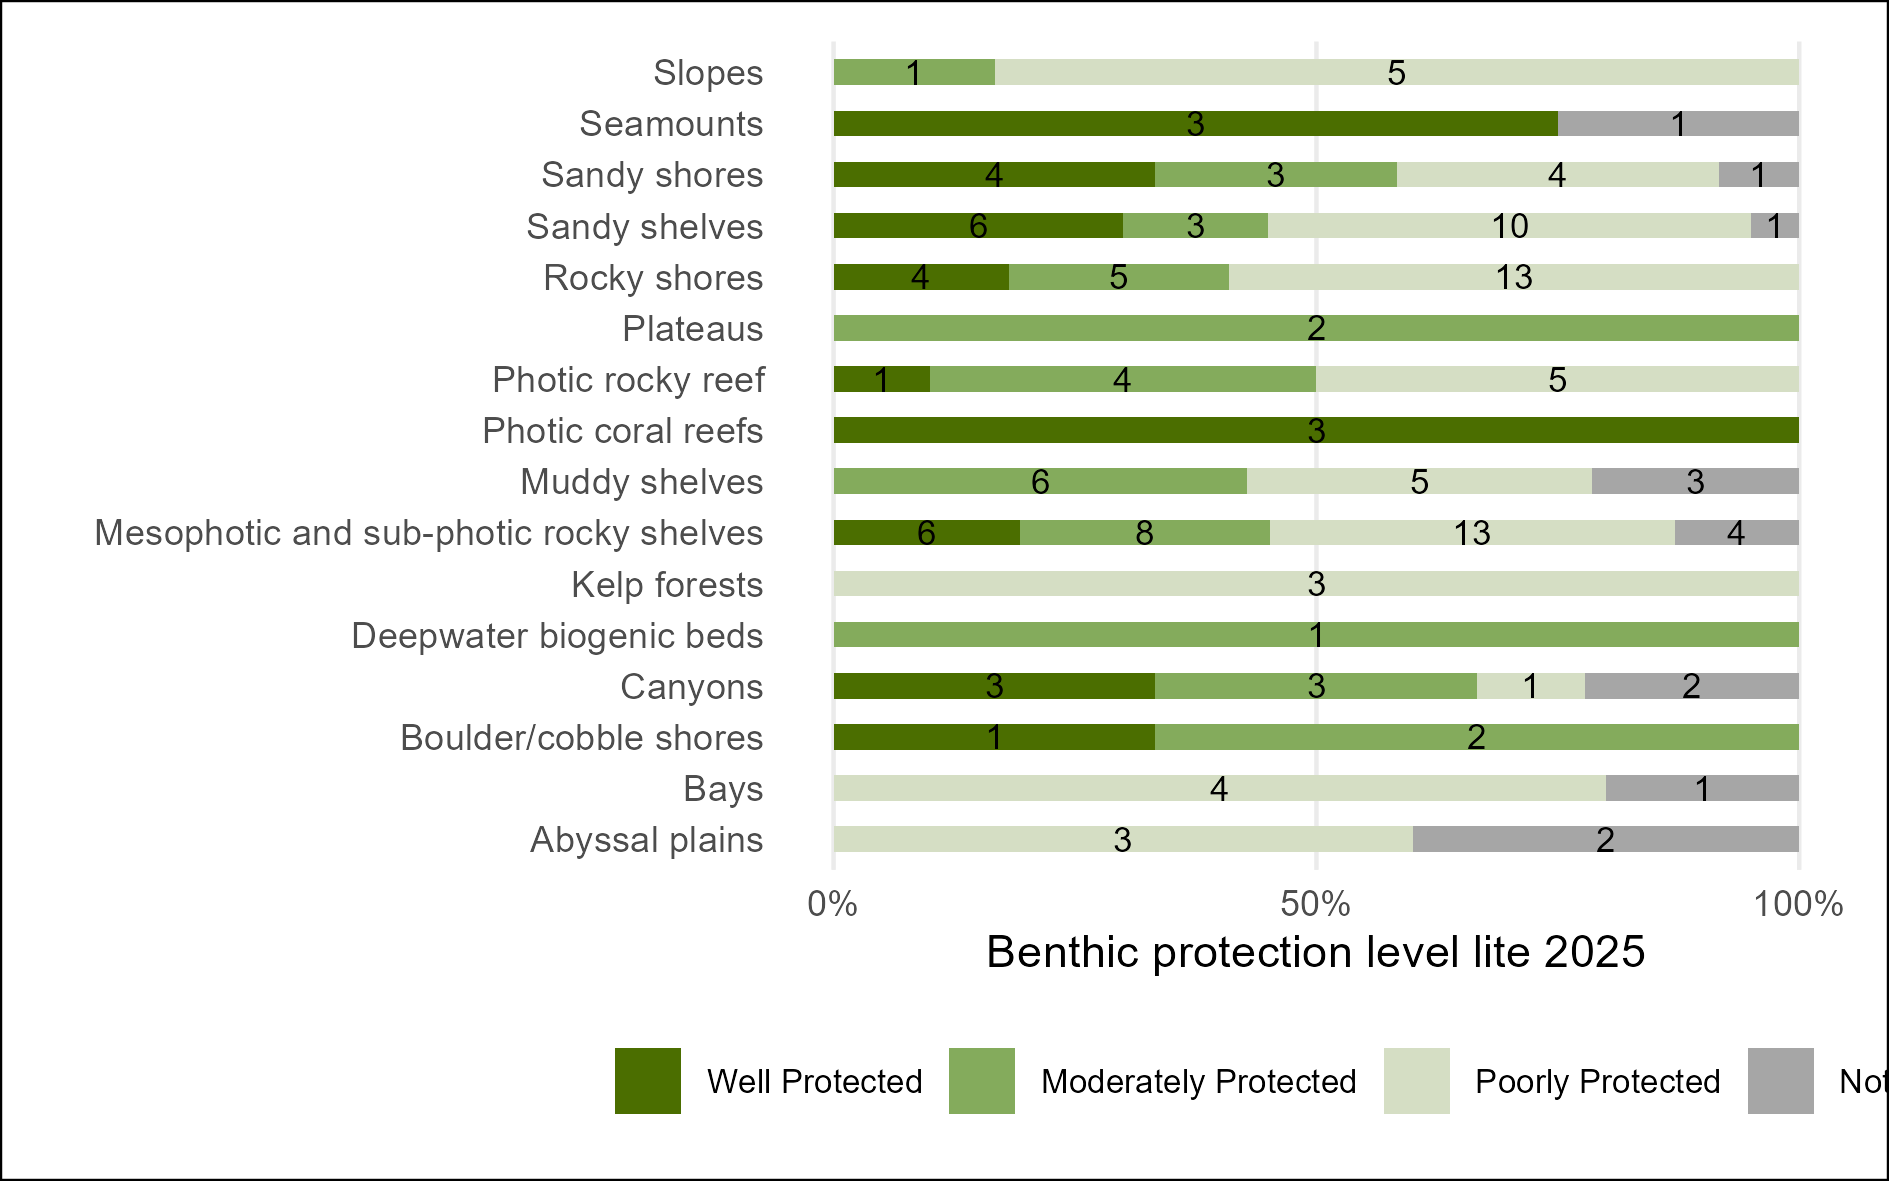 Slopes 1 5
Seamounts 3 1
Sandy shores 4 3 4 1
Sandy shelves 6 3 10 1
Rocky shores 4 5 13
Plateaus 2
Photic rocky reef 1 4 5
Photic coral reefs 3
Muddy shelves 6 5 3
Mesophotic and sub-photic rocky shelves 6 8 13 4
Kelp forests 3
Deepwater biogenic beds 1
Canyons 3 3 1 2
Boulder/cobble shores 1 2
Bays 4 1
Abyssal plains 3 2
0% 50% 100%
Benthic protection level lite 2025
Well Protected Moderately Protected Poorly Protected Not